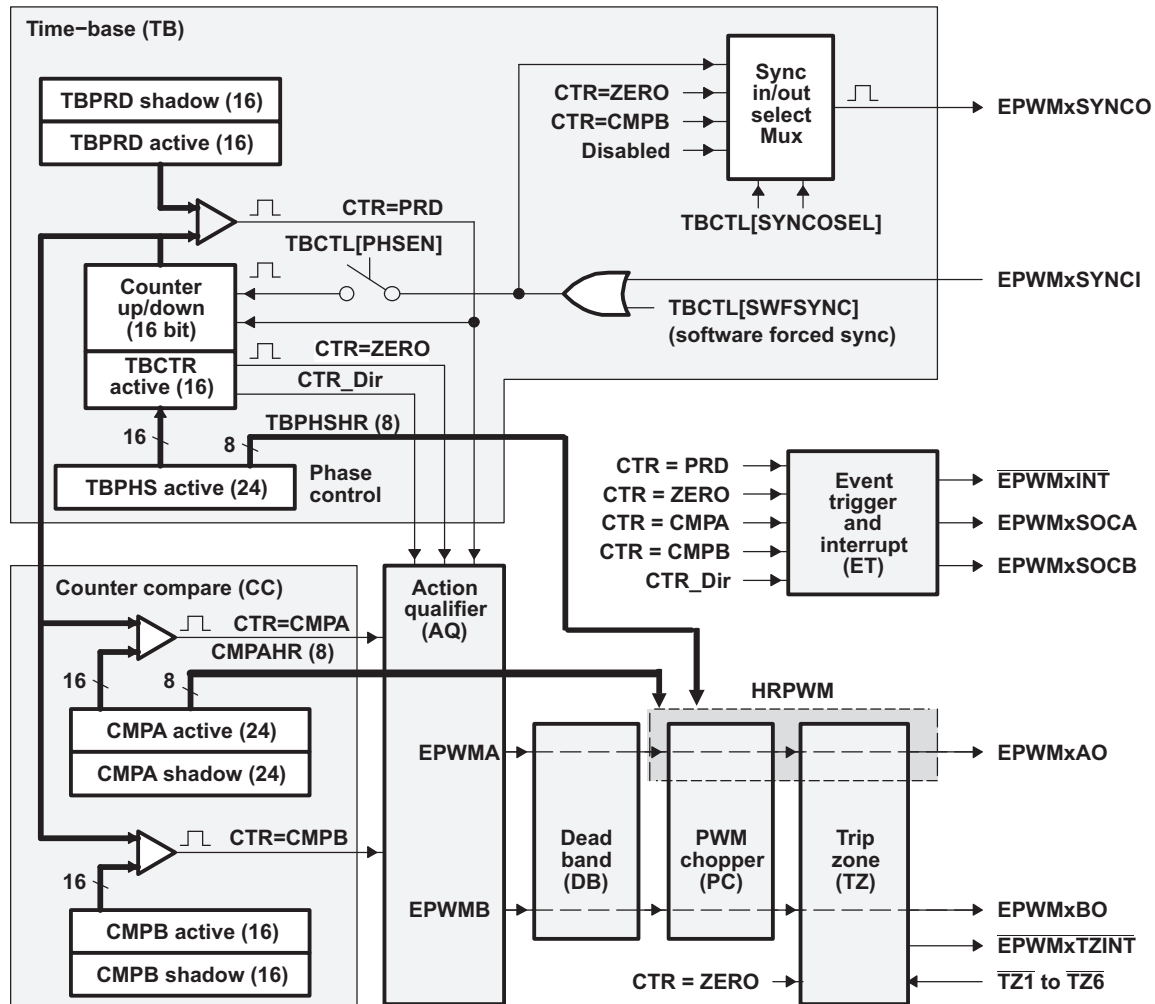 Time−base (TB)
TBPRD shadow (16)
TBPRD active (16)
CTR=PRD
TBCTL[PHSEN]
Counter
up/down
(16 bit)
TBCTR
active (16)
CTR=ZERO
CTR_Dir
16
8
TBPHSHR (8)
TBPHS active (24)
Phase
control
CTR=ZERO
CTR=CMPB
Disabled
Sync
in/out
select
Mux
TBCTL[SYNCOSEL]
EPWMxSYNCO
EPWMxSYNCI
TBCTL[SWFSYNC]
(software forced sync)
CTR = PRD
CTR = ZERO
CTR = CMPA
CTR = CMPB
CTR_Dir
Event
trigger
and
interrupt
(ET)
EPWMxINT
EPWMxSOCA
EPWMxSOCB
Counter compare (CC)
CTR=CMPA
CMPAHR (8)
16
8
CMPA active (24)
CMPA shadow (24)
CTR=CMPB
16
CMPB active (16)
CMPB shadow (16)
Action
qualifier
(AQ)
EPWMA
EPWMB
HRPWM
Dead
band
(DB)
PWM
chopper
(PC)
Trip
zone
(TZ)
CTR = ZERO
EPWMxAO
EPWMxBO
EPWMxTZINT
TZ1 to TZ6